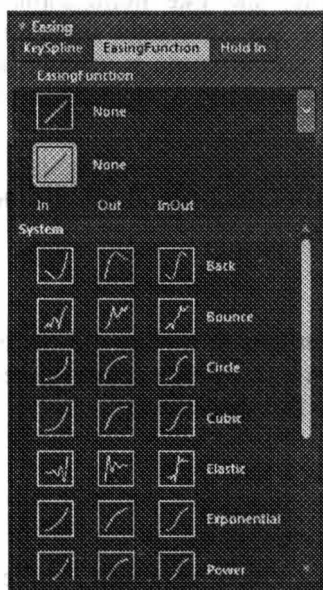 Easing
KeySpline EasingFunction Hold In
EasingFunction
None
None
In Out InOut
System
Back
Bounce
Circle
Cubic
Elastic
Exponential
Power